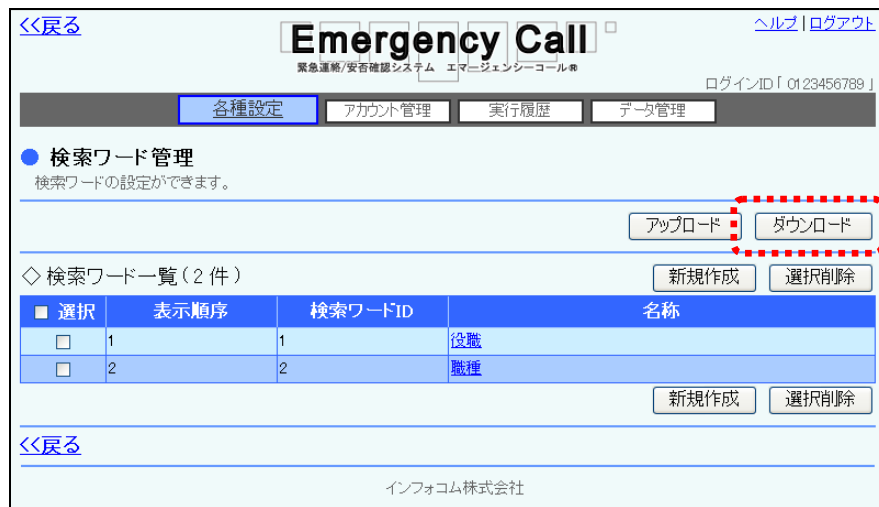 <<戻る
Emergency Call
ヘルプ | ログアウト
緊急連絡/安否確認システム エマージェンシーコール®
ログインID「0123456789」
各種設定 アカウント管理 実行履歴 データ管理
● 検索ワード管理
検索ワードの設定ができます。
アップロード ダウンロード
◇検索ワード一覧(2件)
新規作成 選択削除
選択 表示順序 検索ワードID 名称
1 1 役職
2 2 職種
新規作成 選択削除
<<戻る
インフォコム株式会社